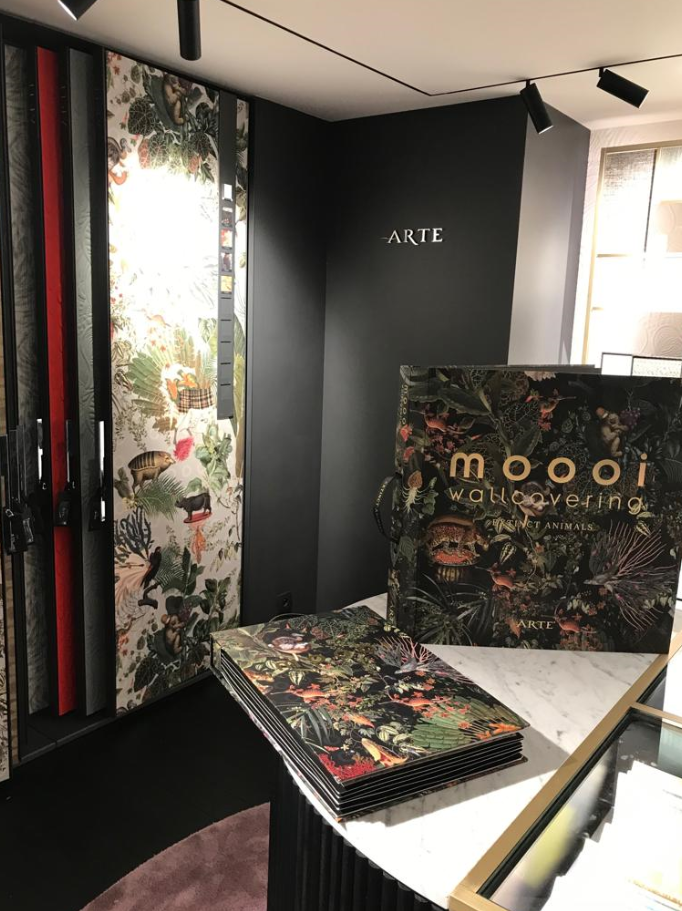 ARTE
moooi
wallcovering
EXTINCT ANIMALS
ARTE